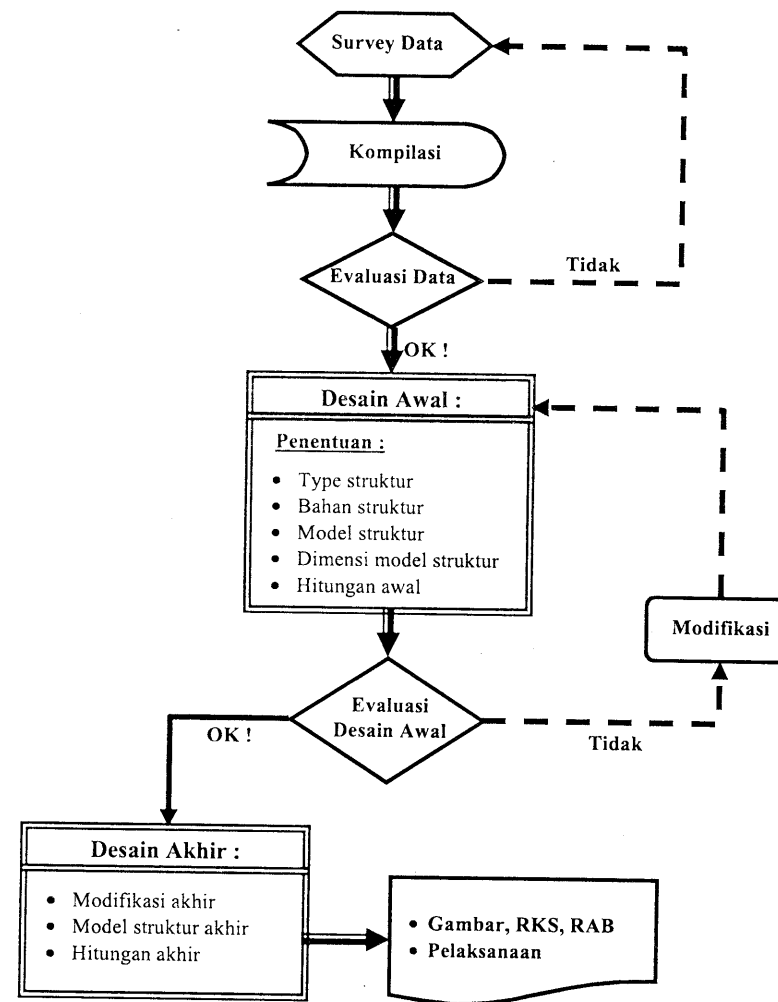 Survey Data
Kompilasi
Evaluasi Data
Tidak
OK !
Desain Awal :
Penentuan :
• Type struktur
• Bahan struktur
• Model struktur
• Dimensi model struktur
• Hitungan awal
Modifikasi
Evaluasi
Desain Awal
OK !
Tidak
Desain Akhir :
• Modifikasi akhir
• Model struktur akhir
• Hitungan akhir
• Gambar, RKS, RAB
• Pelaksanaan